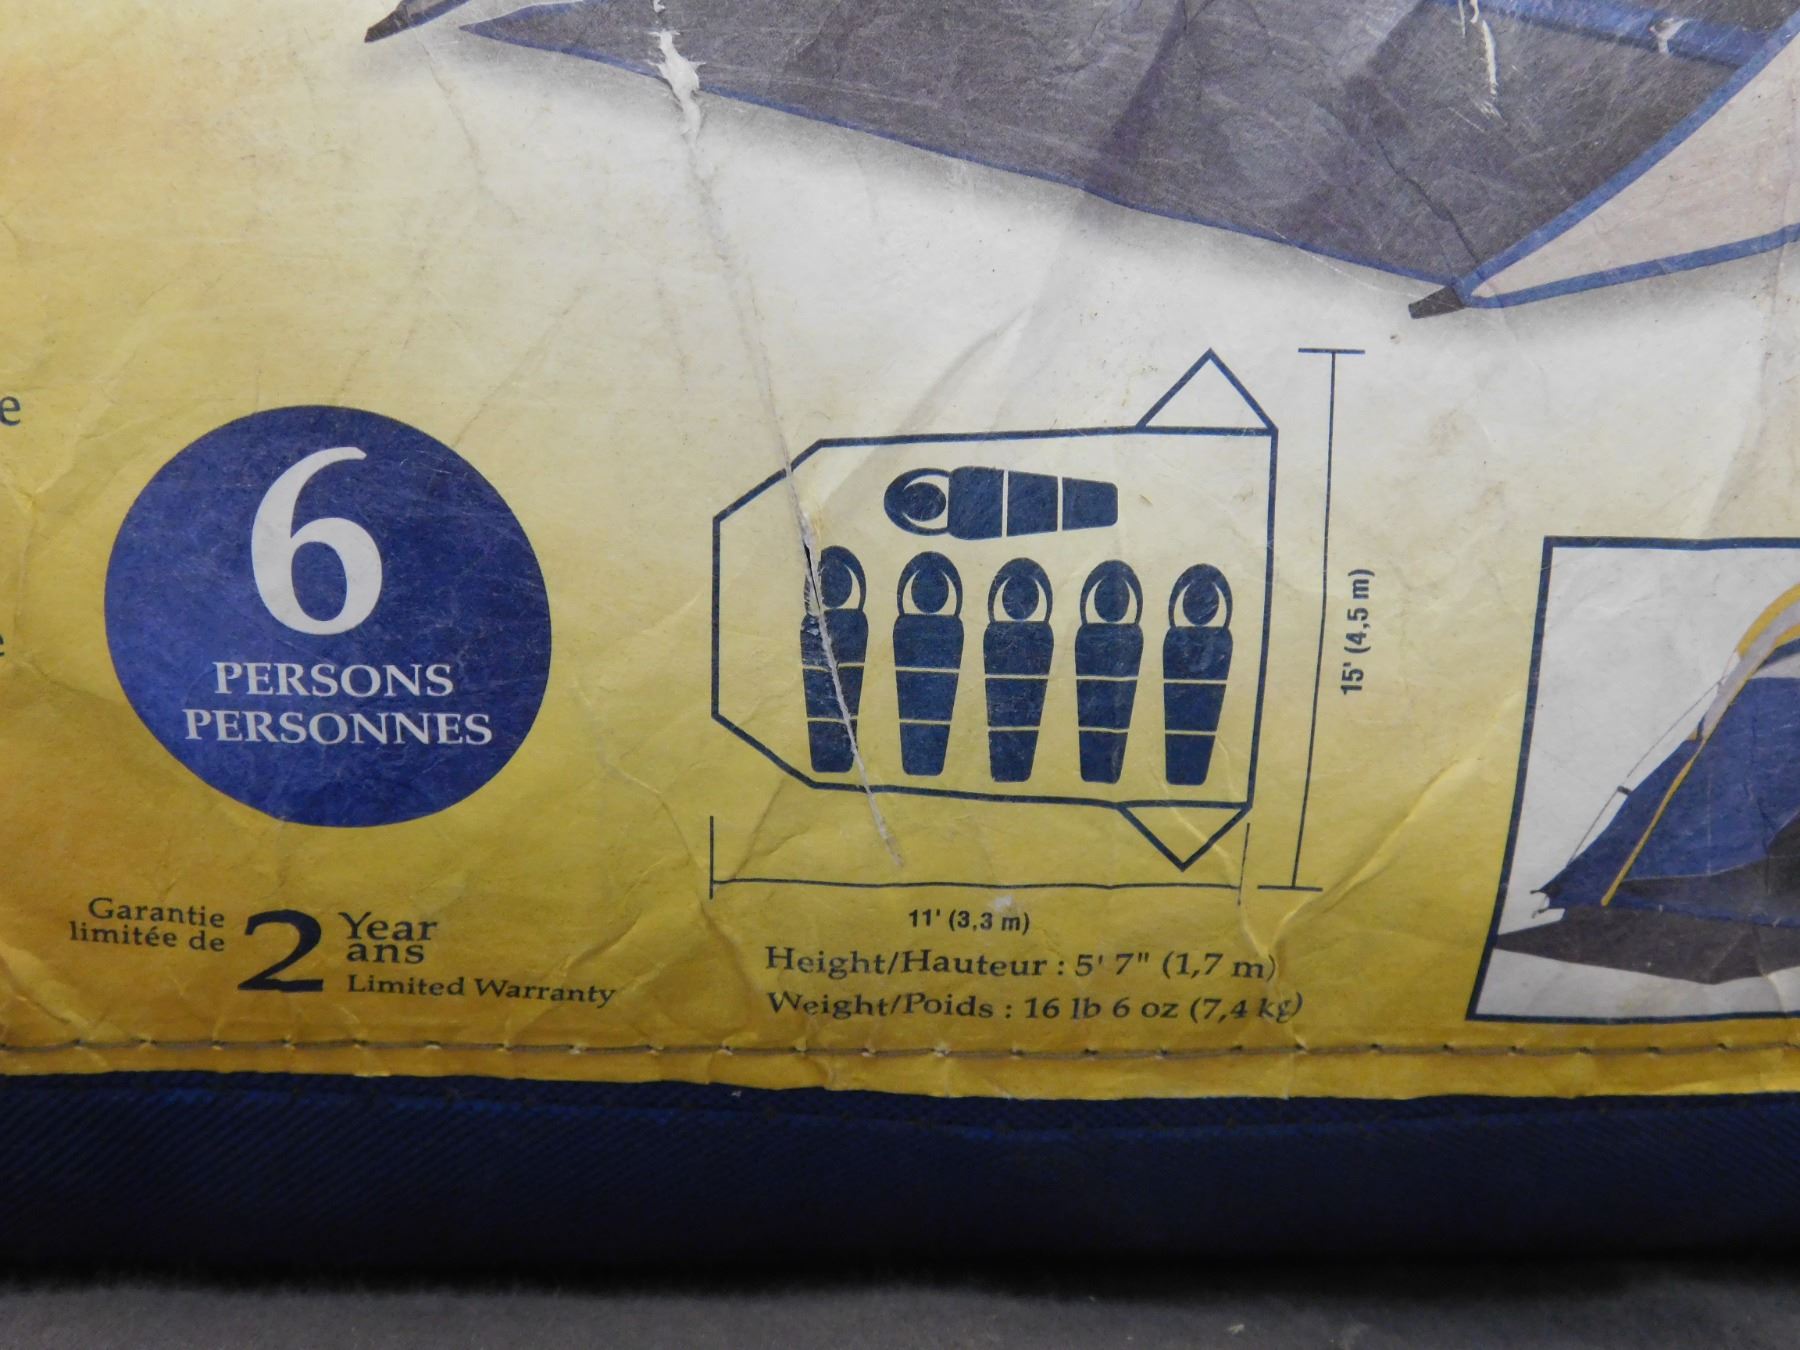 e
6
PERSONS
PERSONNES
Garantie
limitée de
2
Year
ans
Limited Warranty
15' (4,5 m)
11' (3,3 m)
Height/Hauteur : 5' 7" (1,7 m)
Weight/Poids : 16 lb 6 oz (7,4 kg)